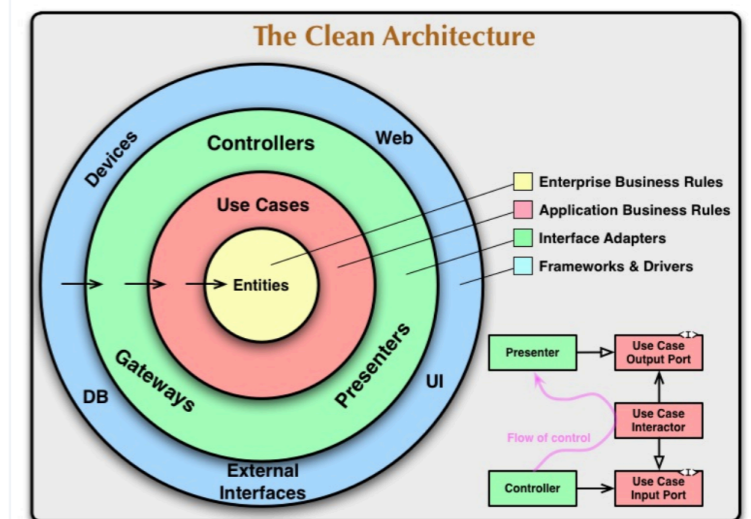 The Clean Architecture
Devices
Web
Controllers
Use Cases
Entities
Gateways
Presenters
DB
UI
External
Interfaces
Enterprise Business Rules
Application Business Rules
Interface Adapters
Frameworks & Drivers
Presenter
<I>
Use Case
Output Port
Flow of control
Use Case
Interactor
Controller
<I>
Use Case
Input Port